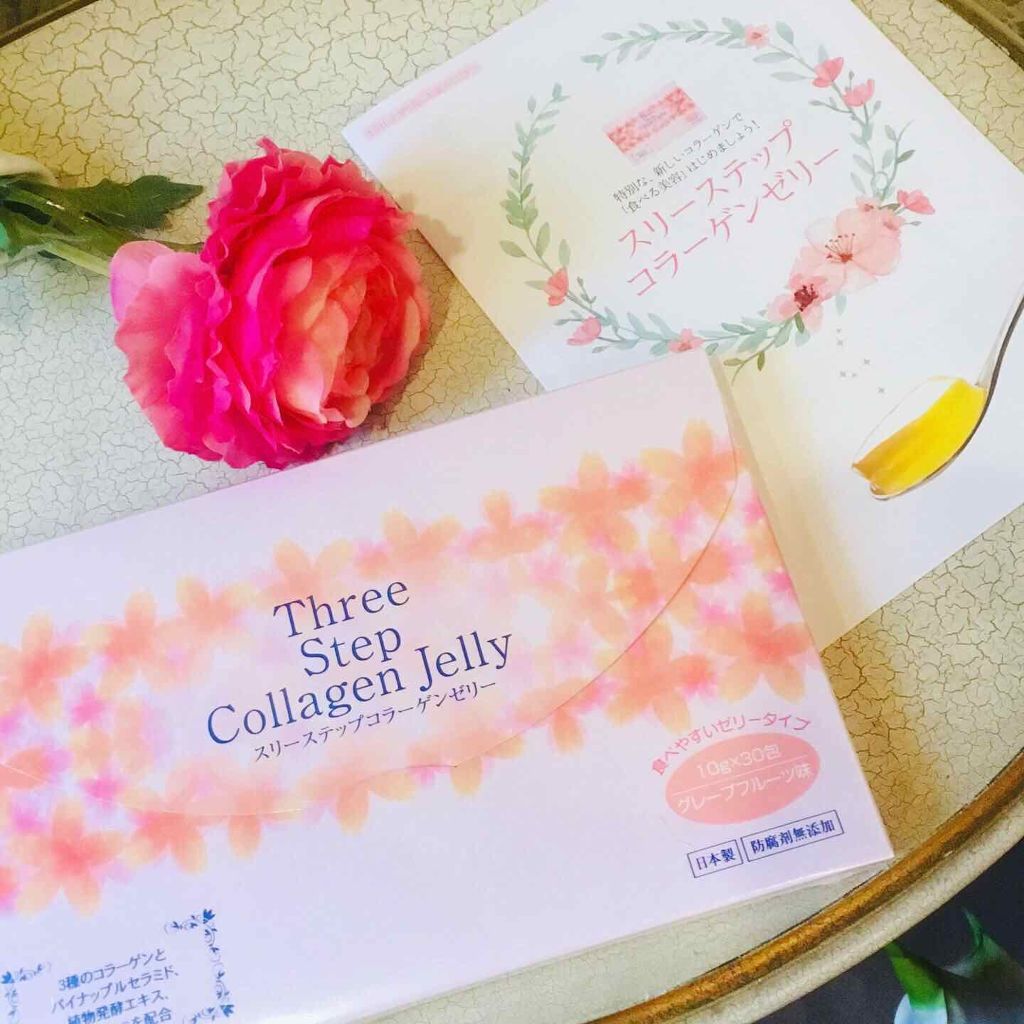 特別な、新しいコラーゲンで
「食べる美容」はじめましょう！
スリーステップ
コラーゲンゼリー
Three
Step
Collagen Jelly
スリーステップコラーゲンゼリー
食べやすいゼリータイプ
10g×30包
グレープフルーツ味
日本製
防腐剤無添加
3種のコラーゲンと
パイナップルセラミド、
植物発酵エキス、
を配合